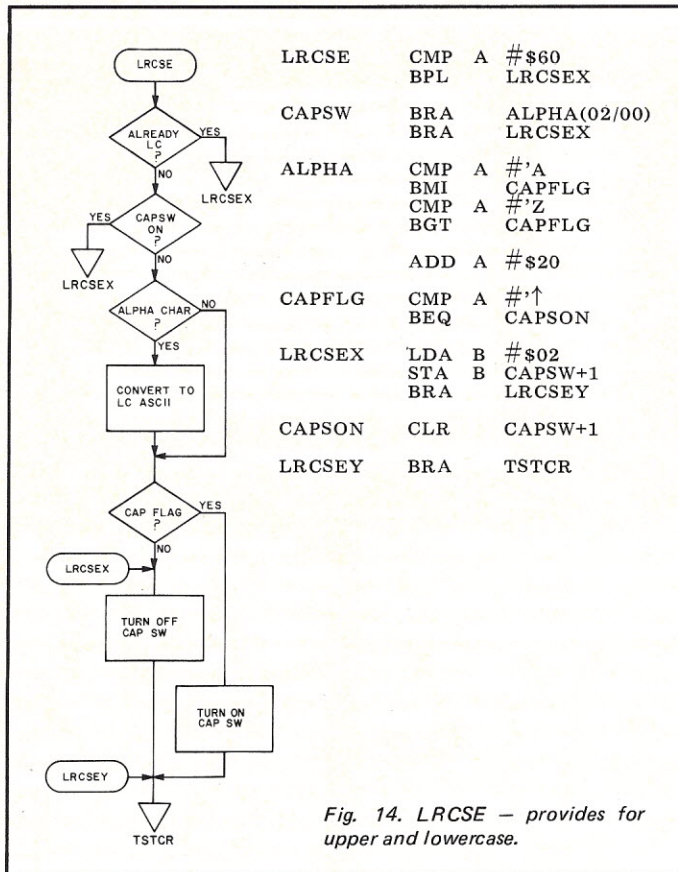 LRCSE
ALREADY
LC
?
YES
NO
LRCSEX
CAPSW
ON
?
YES
NO
LRCSEX
ALPHA CHAR
?
NO
YES
CONVERT TO
LC ASCII
CAP FLAG
?
YES
NO
LRCSEX
TURN OFF
CAP SW
TURN ON
CAP SW
LRCSEY
TSTCR
LRCSE CMP A #$60
BPL LRCSEX
CAPSW BRA ALPHA(02/00)
BRA LRCSEX
ALPHA CMP A #'A
BMI CAPFLG
CMP A #'Z
BGT CAPFLG
ADD A #$20
CAPFLG CMP A #'↑
BEQ CAPSON
LRCSEX LDA B #$02
STA B CAPSW+1
BRA LRCSEY
CAPSON CLR CAPSW+1
LRCSEY BRA TSTCR
Fig. 14. LRCSE — provides for
upper and lowercase.